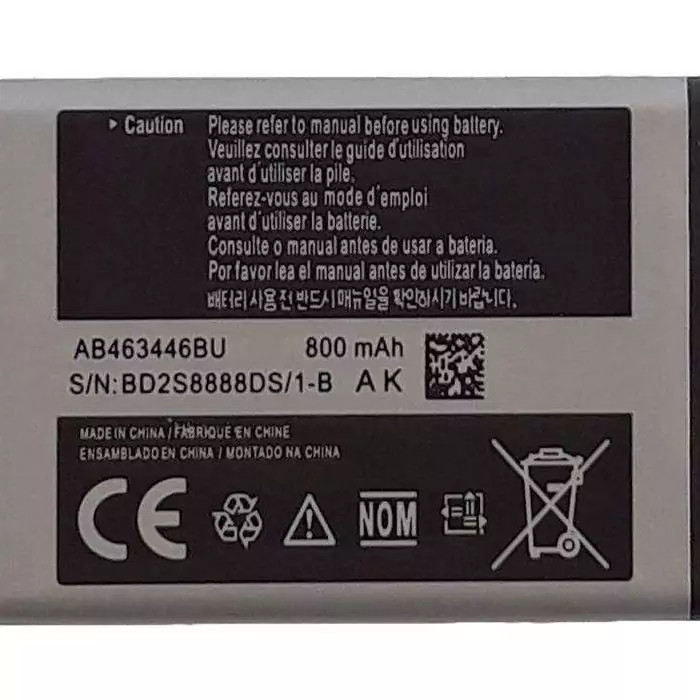 ▸ Caution Please refer to manual before using battery.
Veuillez consulter le guide d'utilisation
avant d'utiliser la pile.
Referez-vous au mode d'emploi
avant d'utiliser la batterie.
Consulte o manual antes de usar a bateria.
Por favor lea el manual antes de utilizar la batería.
배터리 사용 전 반드시 매뉴얼을 확인하시기 바랍니다.
AB463446BU 800 mAh
S/N:BD2S8888DS/1-B A K
MADE IN CHINA / FABRIQUÉ EN CHINE
ENSAMBLADO EN CHINA / MONTADO NA CHINA
CE
NOM